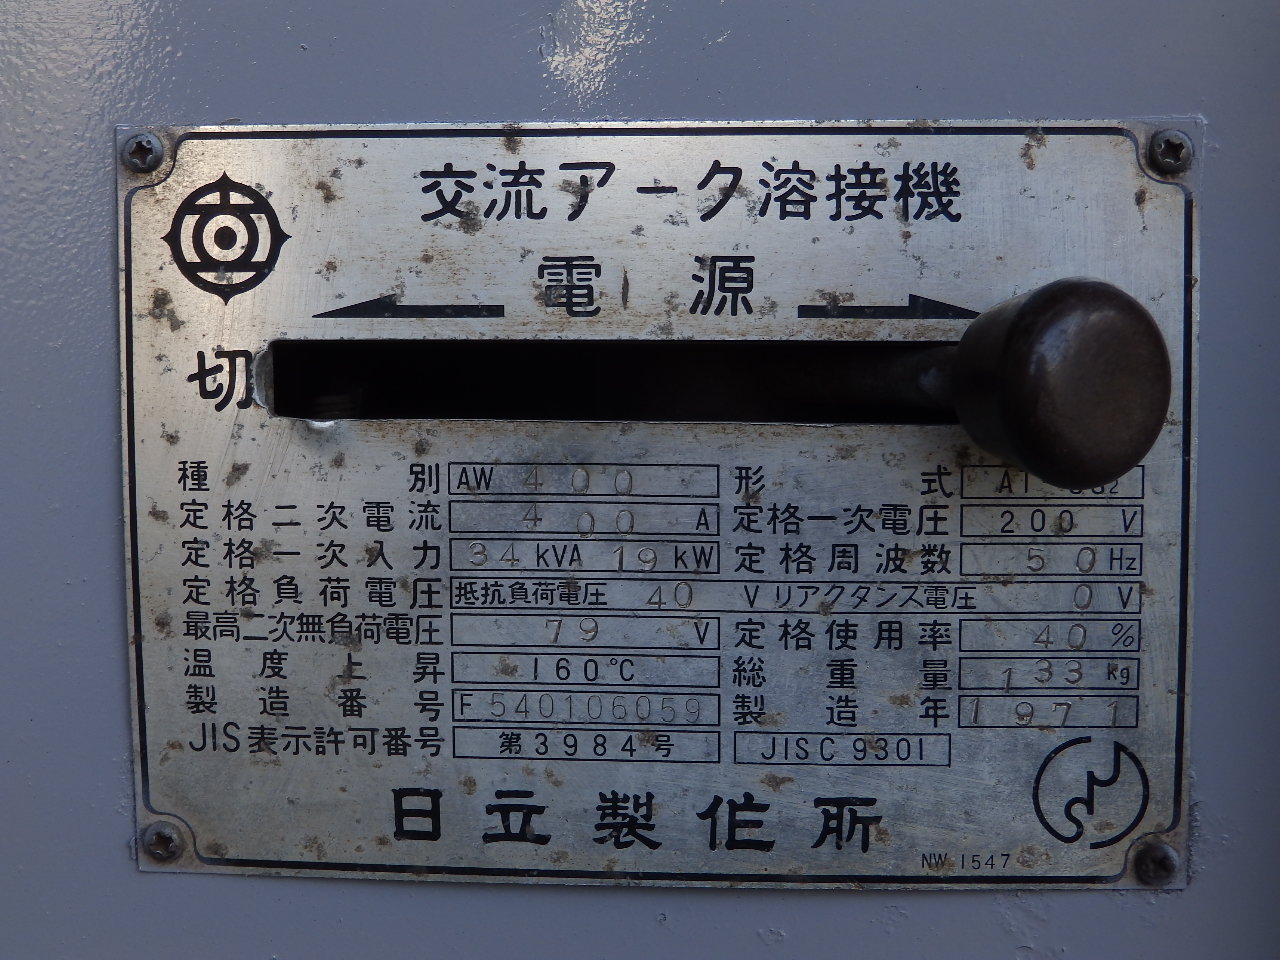 交流アーク溶接機
電源
切
種別 AW 400 形式
定格二次電流 400 A 定格一次電圧 200 V
定格一次入力 34 KVA 19 KW 定格周波数 50 Hz
定格負荷電圧 抵抗負荷電圧 40 V リアクタンス電圧 0 V
最高二次無負荷電圧 79 V 定格使用率 40 %
温度上昇 160℃ 総重量 133 Kg
製造番号 F540106059 製造年 1971
JIS表示許可番号 第3984号 JIS C 9301
日立製作所
NW 1547